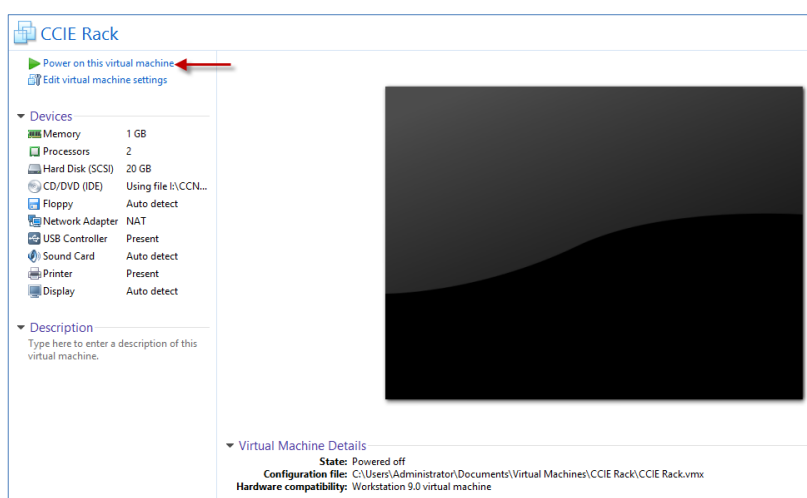 CCIE Rack
Power on this virtual machine
Edit virtual machine settings
Devices
Memory 1 GB
Processors 2
Hard Disk (SCSI) 20 GB
CD/DVD (IDE) Using file I:\CCN...
Floppy Auto detect
Network Adapter NAT
USB Controller Present
Sound Card Auto detect
Printer Present
Display Auto detect
Description
Type here to enter a description of this
virtual machine.
Virtual Machine Details
State: Powered off
Configuration file: C:\Users\Administrator\Documents\Virtual Machines\CCIE Rack\CCIE Rack.vmx
Hardware compatibility: Workstation 9.0 virtual machine